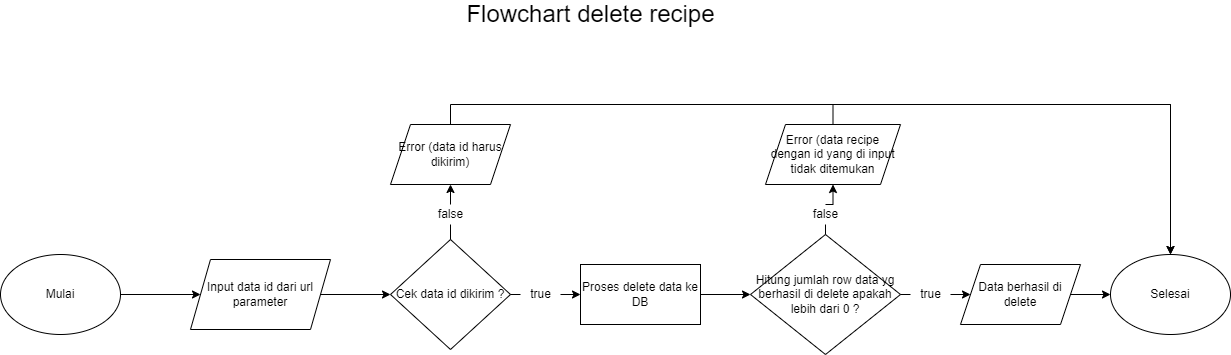 Flowchart delete recipe
Error (data id harus
dikirim)
Error (data recipe
dengan id yang di input
tidak ditemukan
false
false
Mulai
Input data id dari url
parameter
Cek data id dikirim ?
true
Proses delete data ke
DB
Hitung jumlah row data yg
berhasil di delete apakah
lebih dari 0 ?
true
Data berhasil di
delete
Selesai